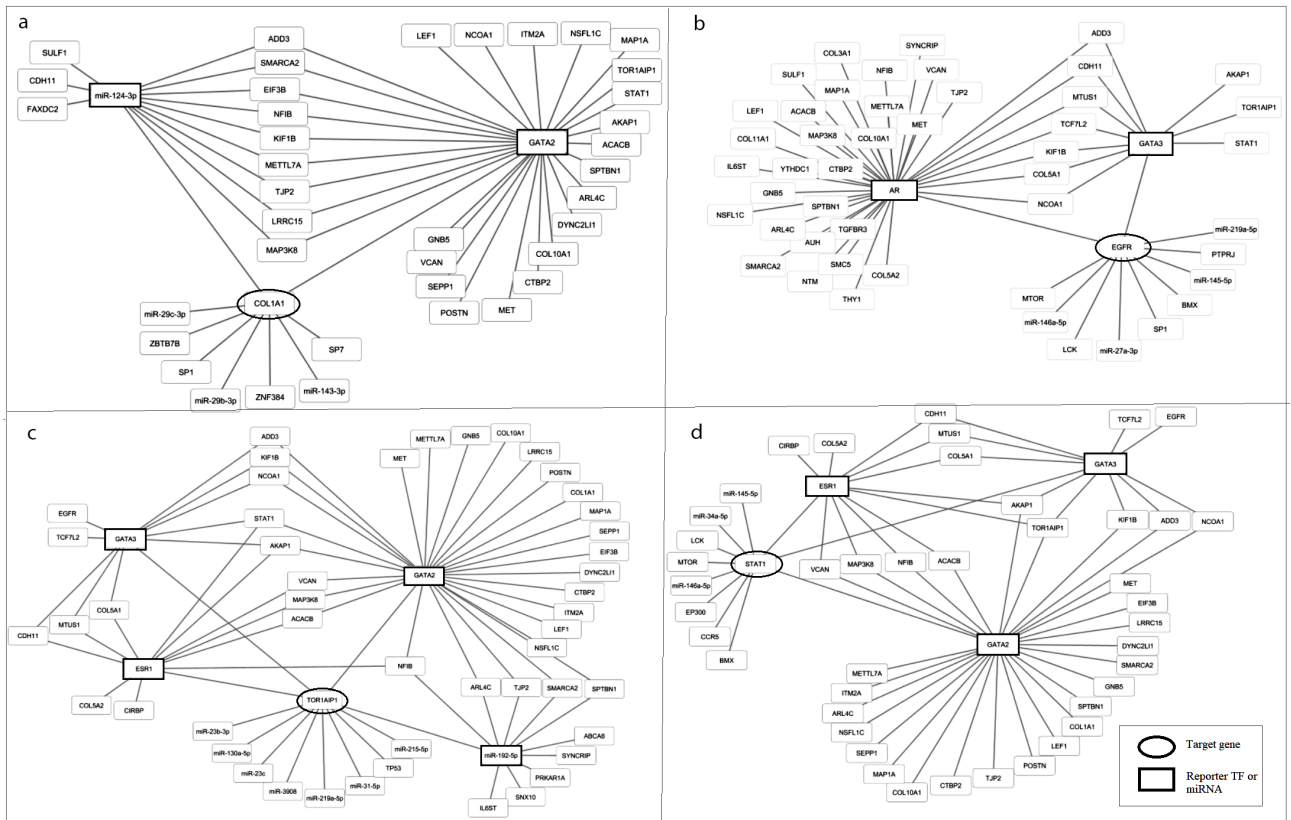 a
SULF1
CDH11
FAXDC2
miR-124-3p
ADD3
SMARCA2
EIF3B
NFIB
KIF1B
METTL7A
TJP2
LRRC15
MAP3K8
LEF1
NCOA1
ITM2A
NSFL1C
MAP1A
TOR1AIP1
STAT1
AKAP1
ACACB
SPTBN1
ARL4C
DYNC2LI1
COL10A1
CTBP2
MET
POSTN
SEPP1
VCAN
GNB5
GATA2
COL1A1
miR-29c-3p
ZBTB7B
SP1
miR-29b-3p
ZNF384
miR-143-3p
SP7
b
COL3A1
SYNCRIP
SULF1
NFIB
VCAN
MAP1A
TJP2
LEF1
ACACB
METTL7A
MET
COL11A1
MAP3K8
COL10A1
IL6ST
YTHDC1
CTBP2
AR
GNB5
NSFL1C
SPTBN1
ARL4C
TGFBR3
AUH
SMARCA2
SMC5
COL5A2
NTM
THY1
ADD3
CDH11
MTUS1
TCF7L2
KIF1B
COL5A1
NCOA1
GATA3
AKAP1
TOR1AIP1
STAT1
EGFR
miR-219a-5p
PTPRJ
miR-145-5p
BMX
SP1
miR-27a-3p
LCK
miR-146a-5p
MTOR
c
ADD3
KIF1B
NCOA1
STAT1
AKAP1
EGFR
TCF7L2
GATA3
VCAN
MAP3K8
ACACB
COL5A1
MTUS1
CDH11
ESR1
COL5A2
CIRBP
NFIB
MET
METTL7A
GNB5
COL10A1
LRRC15
POSTN
COL1A1
MAP1A
SEPP1
EIF3B
DYNC2LI1
CTBP2
ITM2A
LEF1
NSFL1C
GATA2
ARL4C
TJP2
SMARCA2
SPTBN1
TOR1AIP1
miR-23b-3p
miR-130a-5p
miR-23c
miR-3908
miR-219a-5p
miR-31-5p
TP53
miR-215-5p
miR-192-5p
ABCA8
SYNCRIP
PRKAR1A
SNX10
IL6ST
d
CIRBP
COL5A2
ESR1
CDH11
MTUS1
COL5A1
TCF7L2
EGFR
GATA3
miR-145-5p
miR-34a-5p
LCK
MTOR
miR-146a-5p
EP300
CCR5
BMX
STAT1
AKAP1
TOR1AIP1
KIF1B
ADD3
NCOA1
VCAN
MAP3K8
NFIB
ACACB
GATA2
MET
EIF3B
LRRC15
DYNC2LI1
SMARCA2
GNB5
SPTBN1
COL1A1
LEF1
POSTN
TJP2
CTBP2
COL10A1
MAP1A
SEPP1
NSFL1C
ARL4C
ITM2A
METTL7A
Target gene
Reporter TF or
miRNA